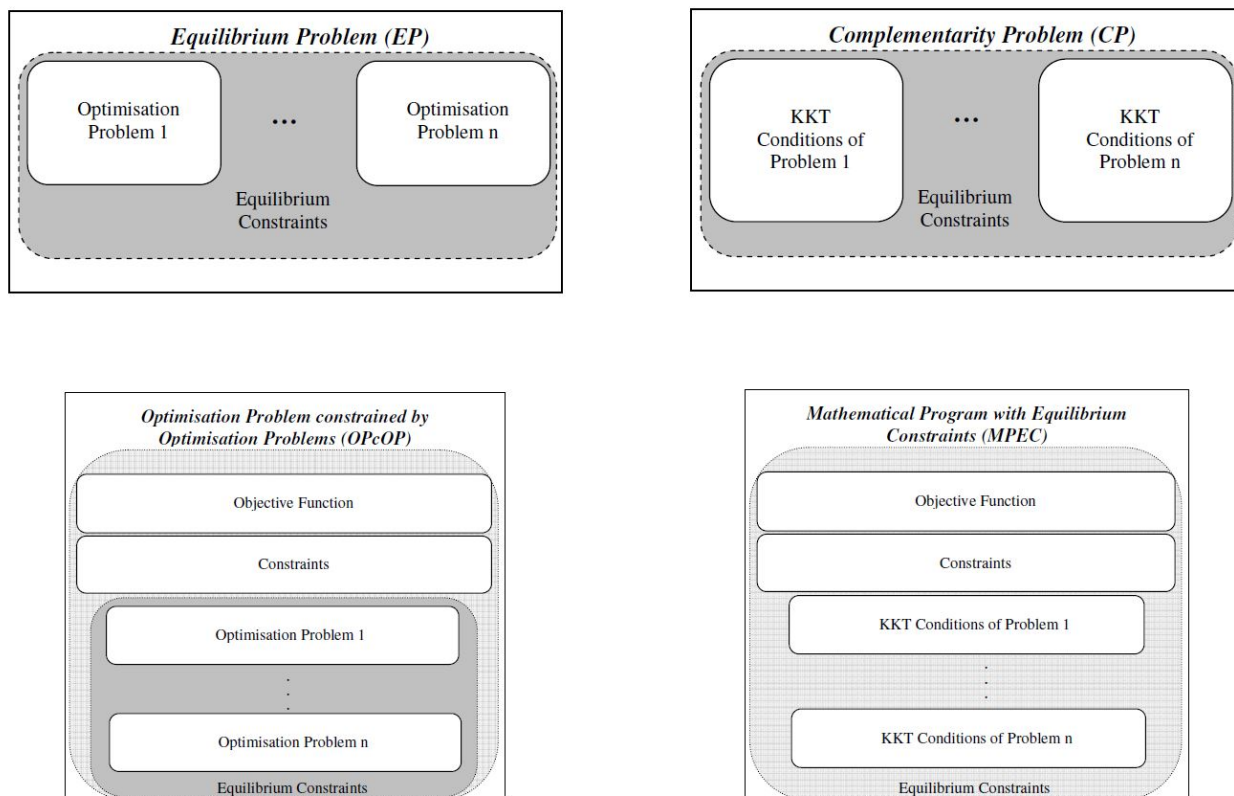 Equilibrium Problem (EP)
Optimisation
Problem 1
...
Optimisation
Problem n
Equilibrium
Constraints
Complementarity Problem (CP)
KKT
Conditions of
Problem 1
...
KKT
Conditions of
Problem n
Equilibrium
Constraints
Optimisation Problem constrained by
Optimisation Problems (OPcOP)
Objective Function
Constraints
Optimisation Problem 1
.
.
.
Optimisation Problem n
Equilibrium Constraints
Mathematical Program with Equilibrium
Constraints (MPEC)
Objective Function
Constraints
KKT Conditions of Problem 1
.
.
.
KKT Conditions of Problem n
Equilibrium Constraints